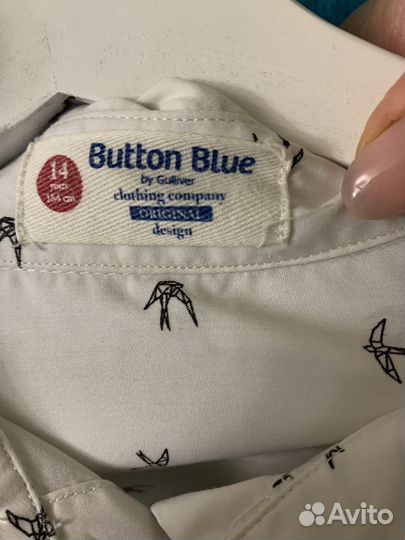 14
years
164 cm
Button Blue
by Gulliver
clothing company
ORIGINAL
design
Avito